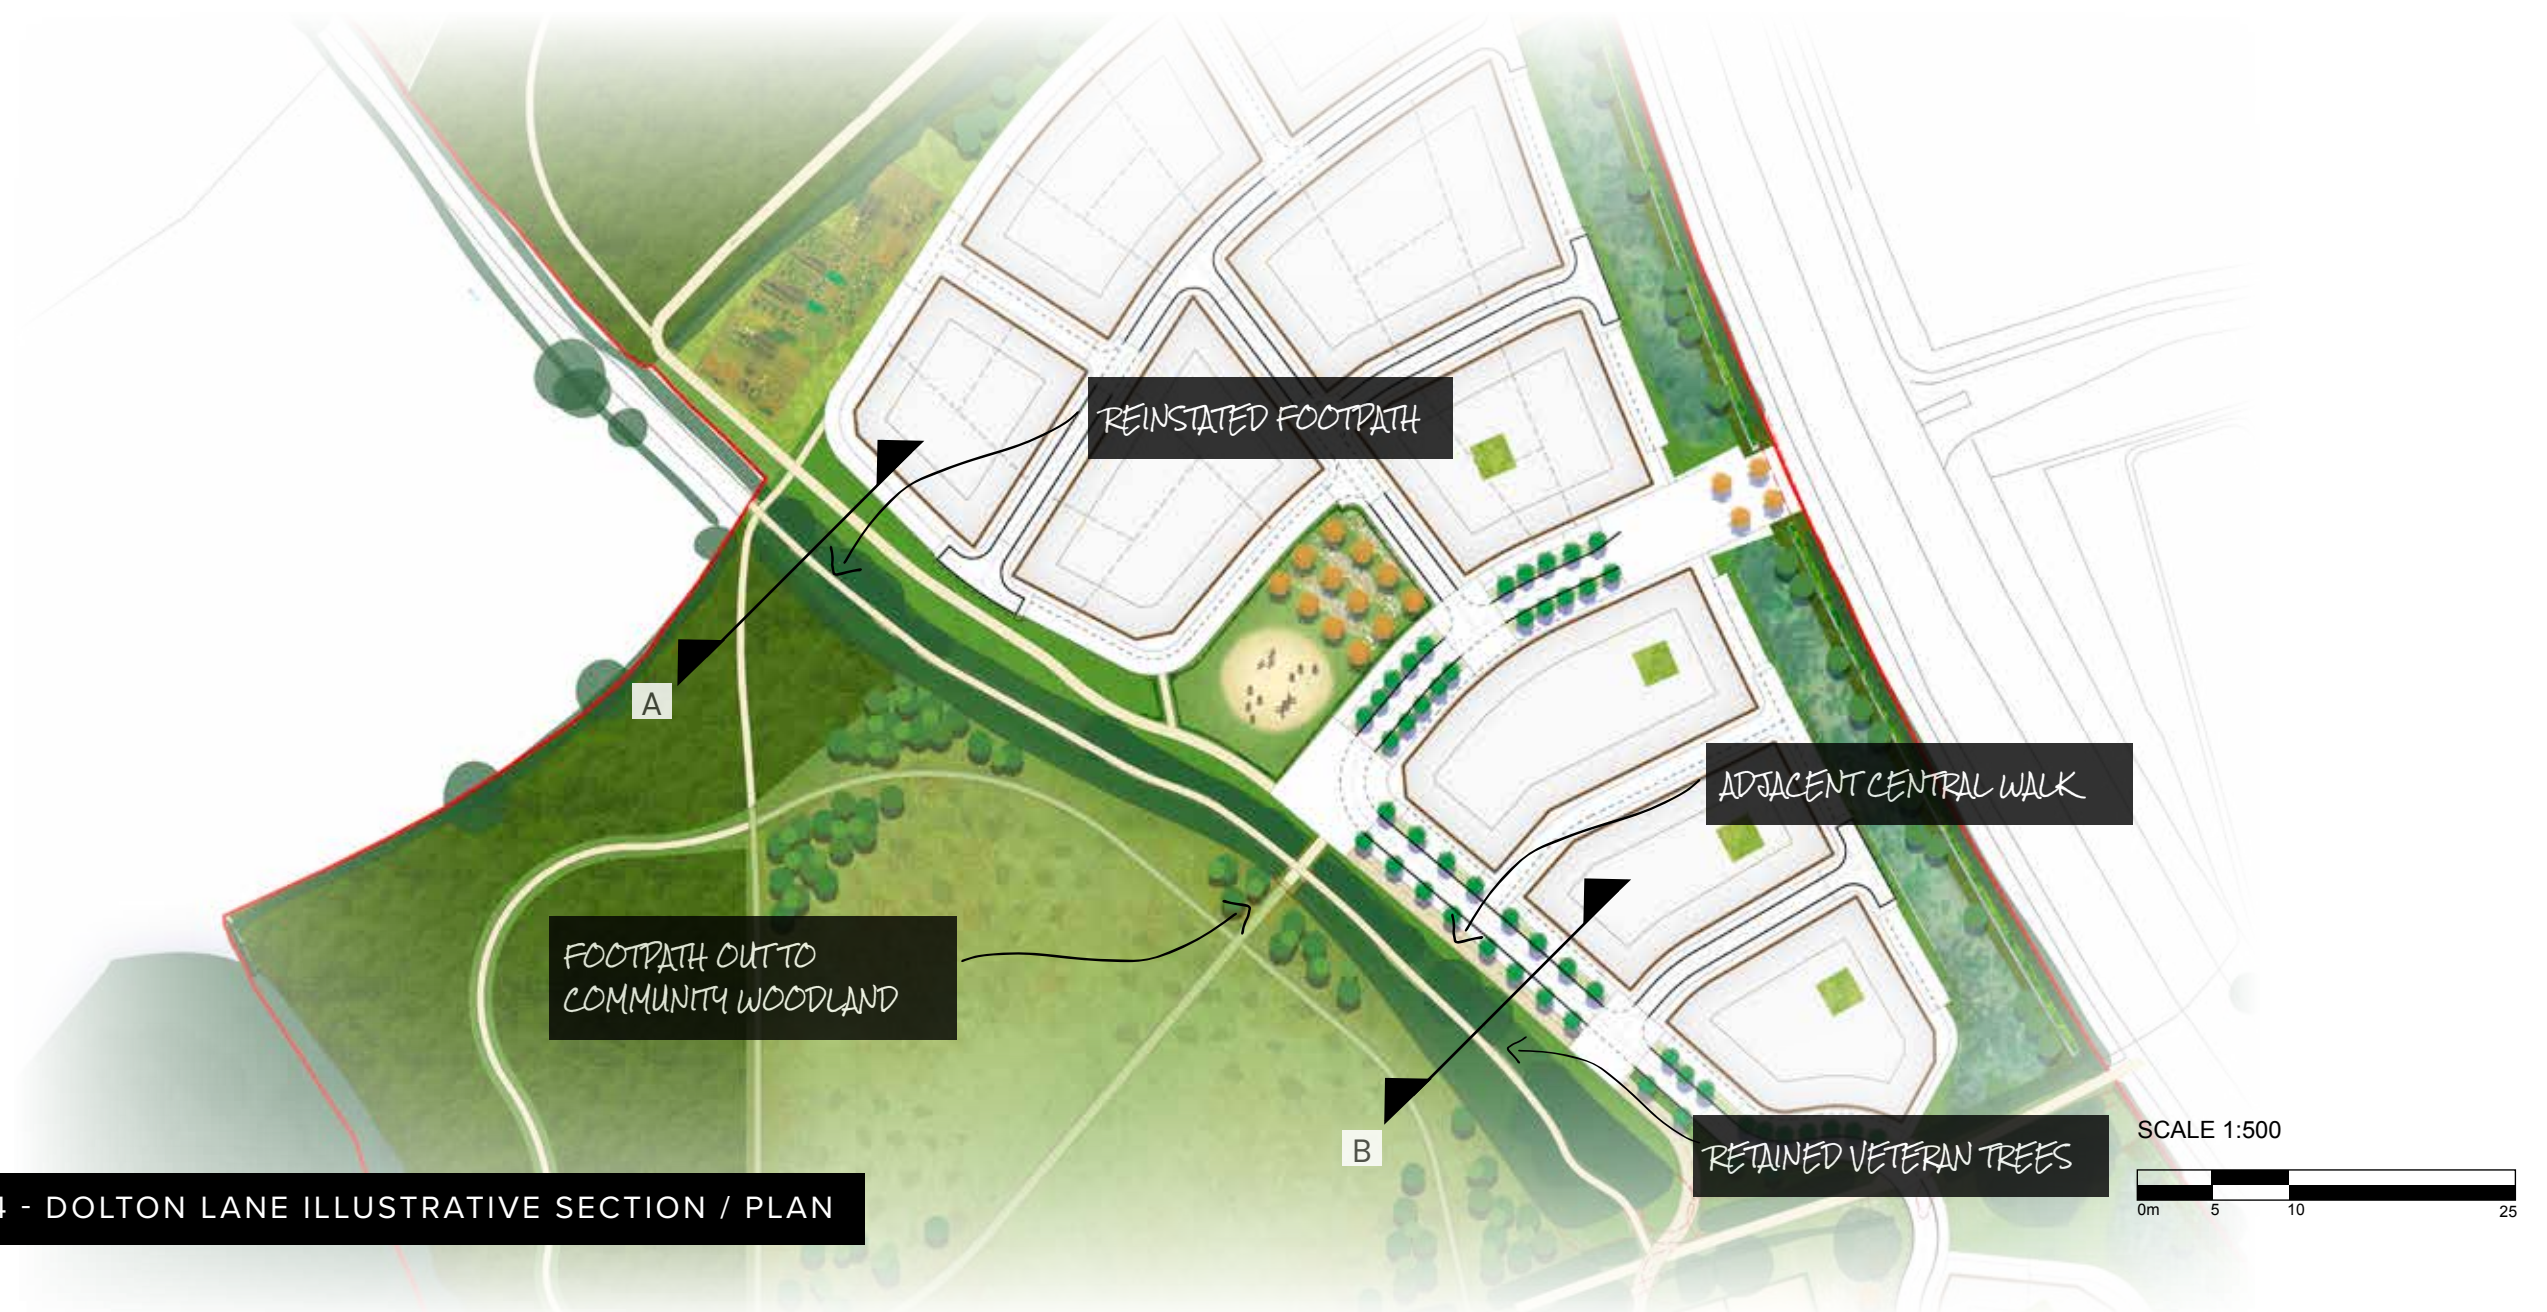 REINSTATED FOOTPATH
A
ADJACENT CENTRAL WALK
FOOTPATH OUT TO
COMMUNITY WOODLAND
B
RETAINED VETERAN TREES
SCALE 1:500
0m 5 10 25
4 - DOLTON LANE ILLUSTRATIVE SECTION / PLAN